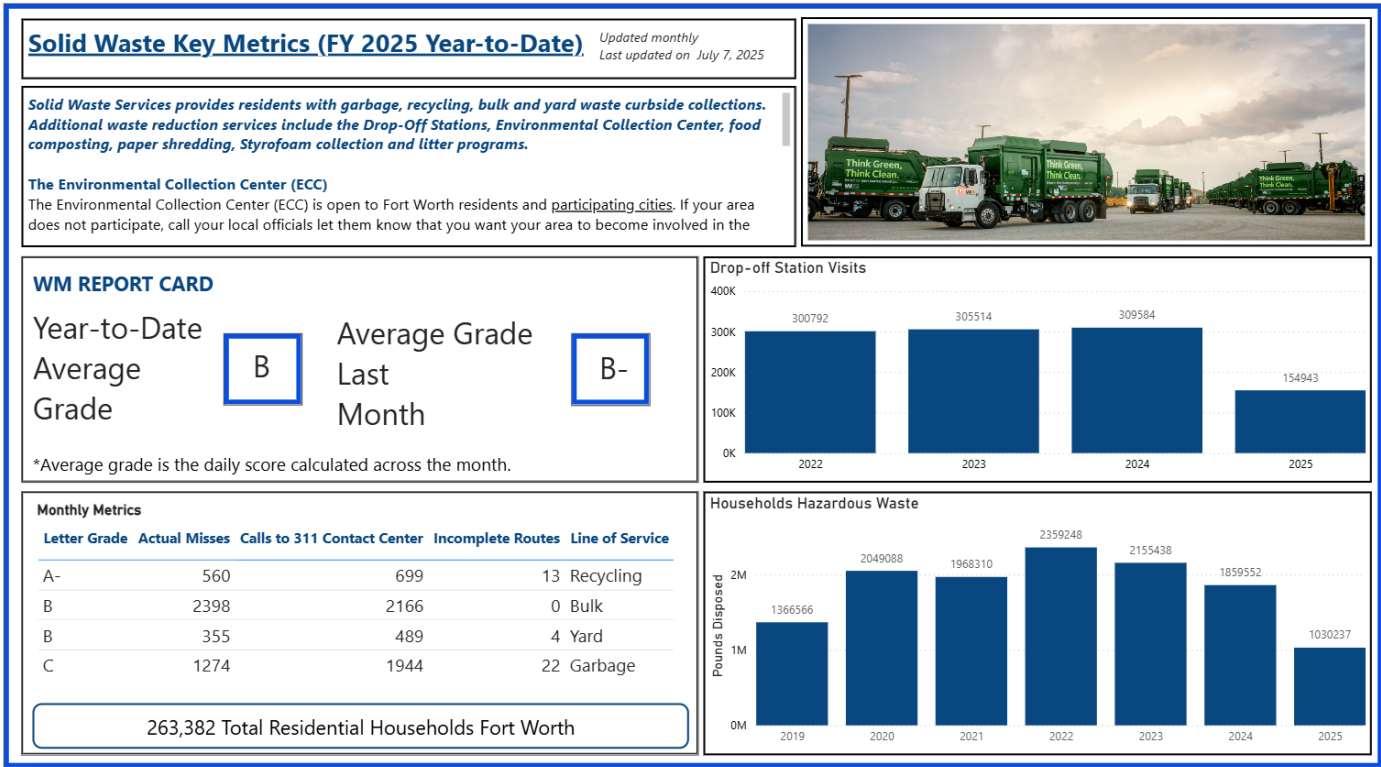 Solid Waste Key Metrics (FY 2025 Year-to-Date)
Updated monthly
Last updated on July 7, 2025
Solid Waste Services provides residents with garbage, recycling, bulk and yard waste curbside collections.
Additional waste reduction services include the Drop-Off Stations, Environmental Collection Center, food
composting, paper shredding, Styrofoam collection and litter programs.
The Environmental Collection Center (ECC)
The Environmental Collection Center (ECC) is open to Fort Worth residents and participating cities. If your area
does not participate, call your local officials let them know that you want your area to become involved in the
Think Green,
Think Clean.
Think Green,
Think Clean.
Think Green,
Think Clean.
WM REPORT CARD
Year-to-Date
Average
Grade
B
Average Grade
Last
Month
B-
*Average grade is the daily score calculated across the month.
Drop-off Station Visits
400K
300K
200K
100K
0K
300792
305514
309584
154943
2022
2023
2024
2025
Monthly Metrics
Letter Grade Actual Misses Calls to 311 Contact Center Incomplete Routes Line of Service
A- 560 699 13 Recycling
B 2398 2166 0 Bulk
B 355 489 4 Yard
C 1274 1944 22 Garbage
263,382 Total Residential Households Fort Worth
Households Hazardous Waste
Pounds Disposed
2M
1M
0M
1366566
2049088
1968310
2359248
2155438
1859552
1030237
2019
2020
2021
2022
2023
2024
2025